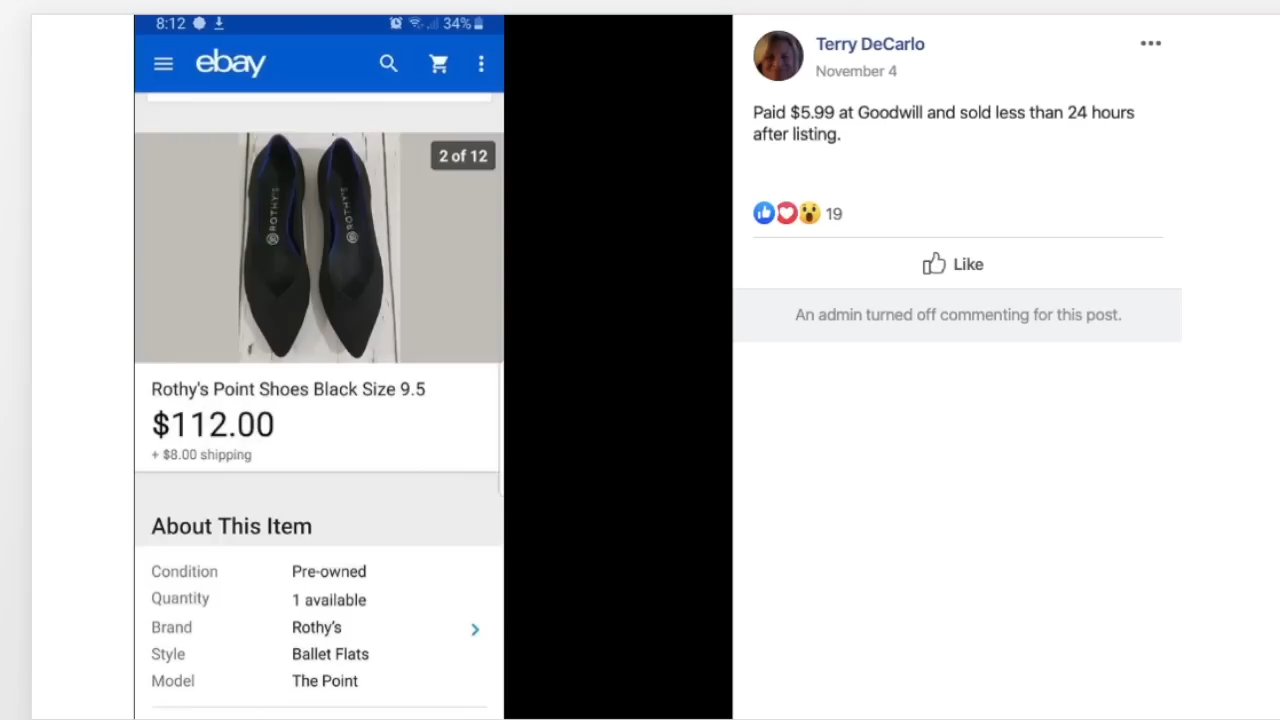 8:12
34%
ebay
2 of 12
ROTHY'S
ROTHY'S
Rothy's Point Shoes Black Size 9.5
$112.00
+ $8.00 shipping
About This Item
Condition Pre-owned
Quantity 1 available
Brand Rothy's
Style Ballet Flats
Model The Point
Terry DeCarlo
November 4
Paid $5.99 at Goodwill and sold less than 24 hours
after listing.
19
Like
An admin turned off commenting for this post.